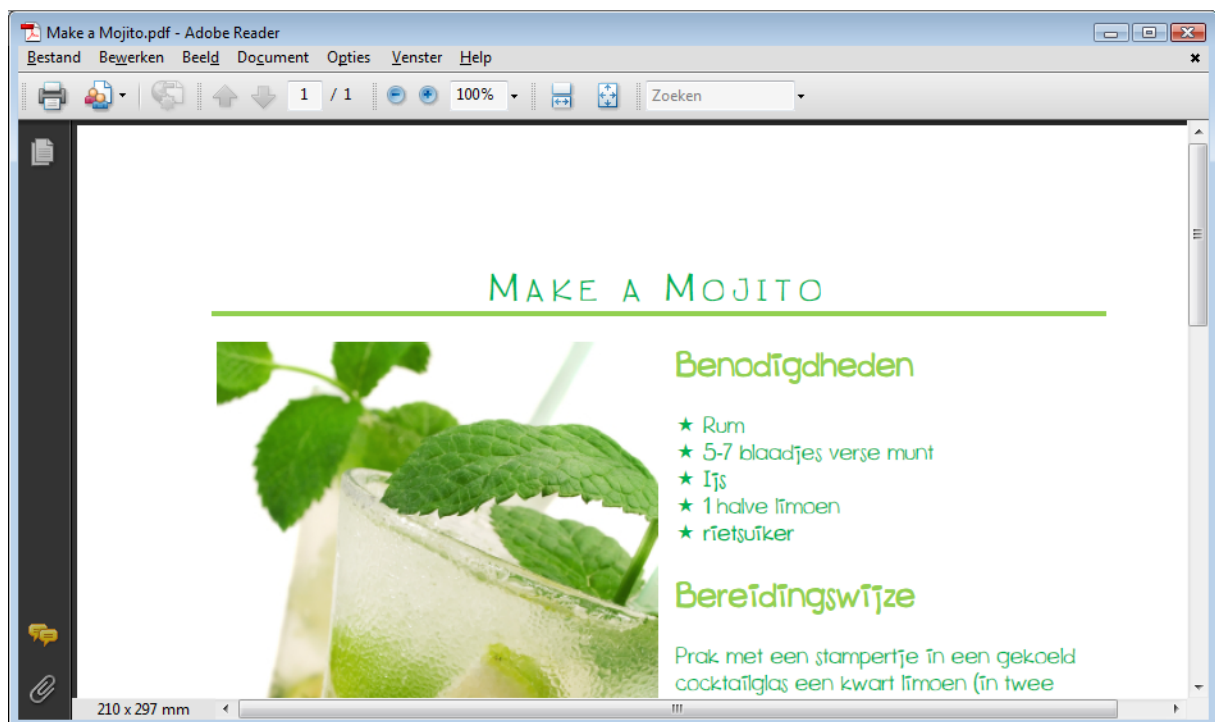 Make a Mojito.pdf - Adobe Reader
Bestand Bewerken Beeld Document Opties Venster Help
1 / 1 100% Zoeken
MAKE A MOJITO
Benodigdheden
★ Rum
★ 5-7 blaadjes verse munt
★ Ijs
★ 1 halve limoen
★ rietsuiker
Bereidingswijze
Prak met een stampertje in een gekoeld
cocktailglas een kwart limoen (in twee
210 x 297 mm